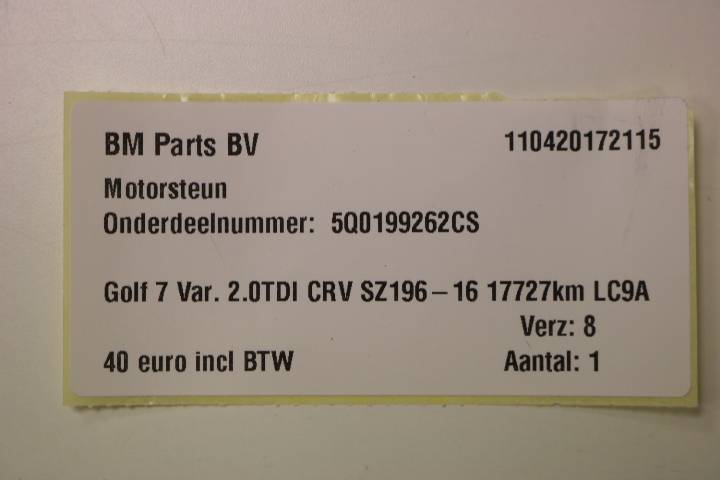 BM Parts BV 110420172115
Motorsteun
Onderdeelnummer: 5Q0199262CS
Golf 7 Var. 2.0TDI CRV SZ196-16 17727km LC9A
Verz: 8
40 euro incl BTW Aantal: 1